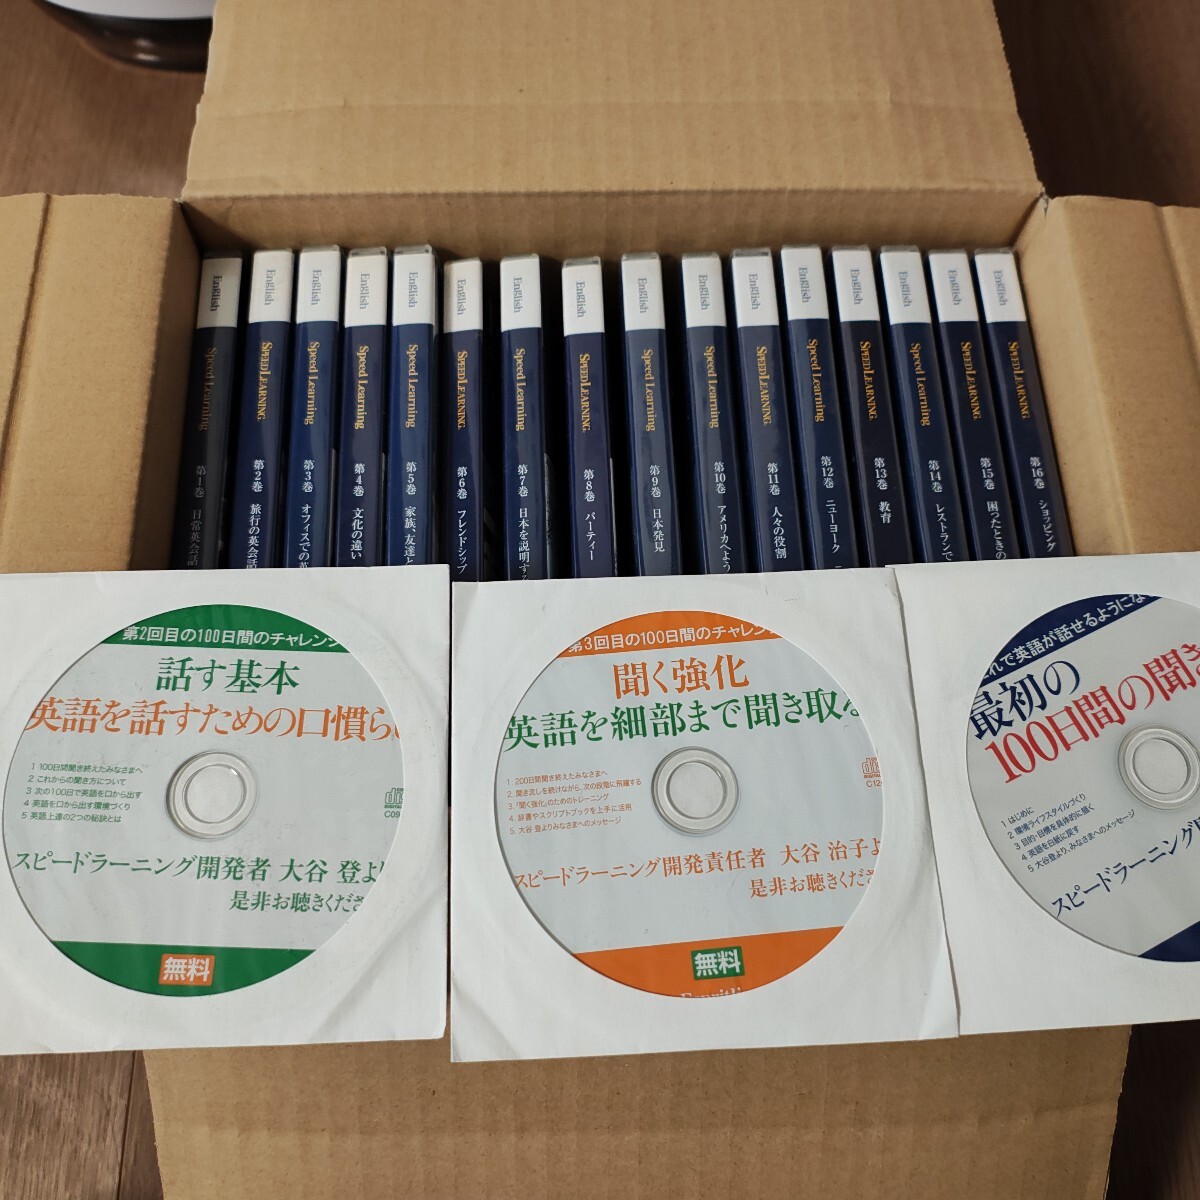 English Speed Learning 第1巻 日常英会話
English SPEED LEARNING 第2巻 旅行の英会話
English Speed Learning 第3巻 オフィスでの英
English Speed Learning 第4巻 文化の違い
English Speed Learning 第5巻 家族、友達と
English SPEED LEARNING 第6巻 フレンドシップ
English Speed Learning 第7巻 日本を説明する
English SPEED LEARNING 第8巻 パーティー
English Speed Learning 第9巻 日本発見
English Speed Learning 第10巻 アメリカへよう
English SPEED LEARNING 第11巻 人々の役割
English Speed Learning 第12巻 ニューヨーク
English SPEED LEARNING 第13巻 教育
English Speed Learning 第14巻 レストランで
English SPEED LEARNING 第15巻 困ったときの
English SPEED LEARNING 第16巻 ショッピング
第2回目の100日間のチャレンジ
話す基本
英語を話すための口慣ら
1 100日間聞き終えたみなさまへ
2 これからの聞き方について
3 次の100日で英語を口から出す
4 英語を口から出す環境づくり
5 英語上達の2つの秘訣とは
スピードラーニング開発者 大谷 登より
是非お聴きくださ
無料
第3回目の100日間のチャレン
聞く強化
英語を細部まで聞き取る
1. 200日間聞き終えたみなさまへ
2. 聞き流しを続けながら、次の段階に飛躍する
3. 「聞く強化」のためのトレーニング
4. 辞書やスクリプトブックを上手に活用
5. 大谷 登よりみなさまへのメッセージ
C12
スピードラーニング開発責任者 大谷 治子よ
是非お聴きくださ
無料
れで英語が話せるようにな
最初の
100日間の聞き
1 はじめに
2 環境・ライフスタイルづくり
3 目的・目標を具体的に描く
4 英語を白紙に戻す
5 大谷登より、みなさまへのメッセージ
スピードラーニング